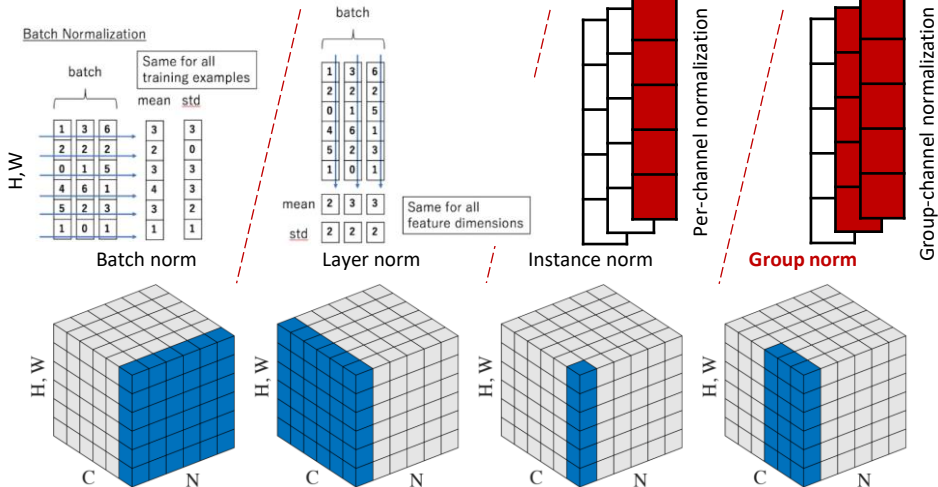 Batch Normalization
batch
Same for all
training examples
mean std
1 3 6 3 3
2 2 2 2 0
0 1 5 3 3
4 6 1 4 3
5 2 3 3 2
1 0 1 1 1
H,W
Batch norm
batch
1 3 6
2 2 2
0 1 5
4 6 1
5 2 3
1 0 1
mean 2 3 3
std 2 2 2
Same for all
feature dimensions
Layer norm
Per-channel normalization
Instance norm
Group-channel normalization
Group norm
H, W
C
N
H, W
C
N
H, W
C
N
H, W
C
N